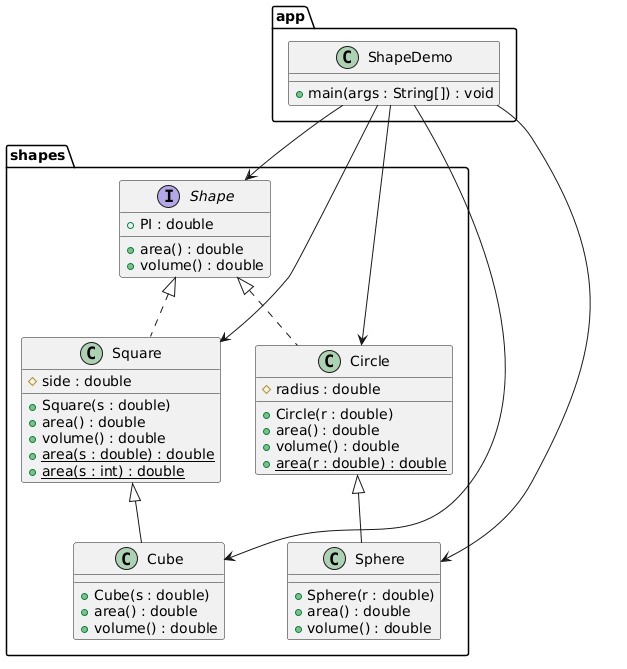 app
C ShapeDemo
main(args : String[]) : void
shapes
I Shape
PI : double
area() : double
volume() : double
C Square
side : double
Square(s : double)
area() : double
volume() : double
area(s : double) : double
area(s : int) : double
C Circle
radius : double
Circle(r : double)
area() : double
volume() : double
area(r : double) : double
C Cube
Cube(s : double)
area() : double
volume() : double
C Sphere
Sphere(r : double)
area() : double
volume() : double